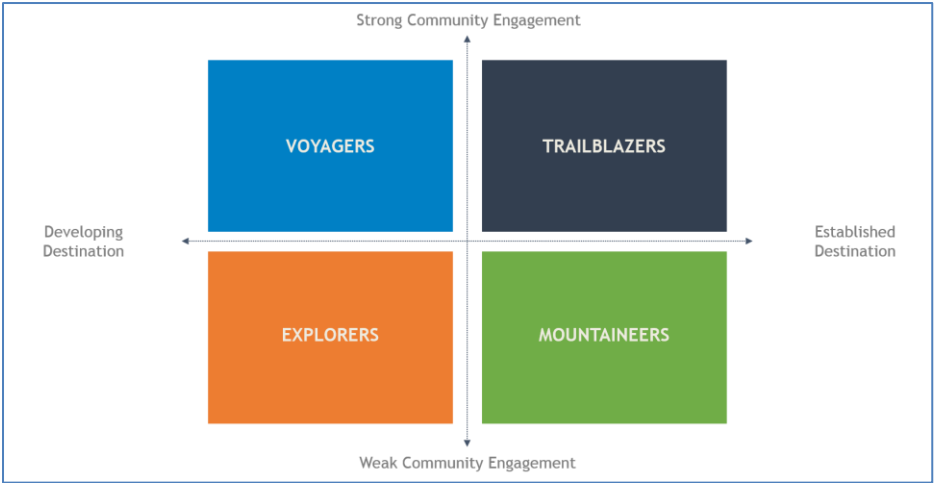 Strong Community Engagement
VOYAGERS
TRAILBLAZERS
Developing
Destination
Established
Destination
EXPLORERS
MOUNTAINEERS
Weak Community Engagement